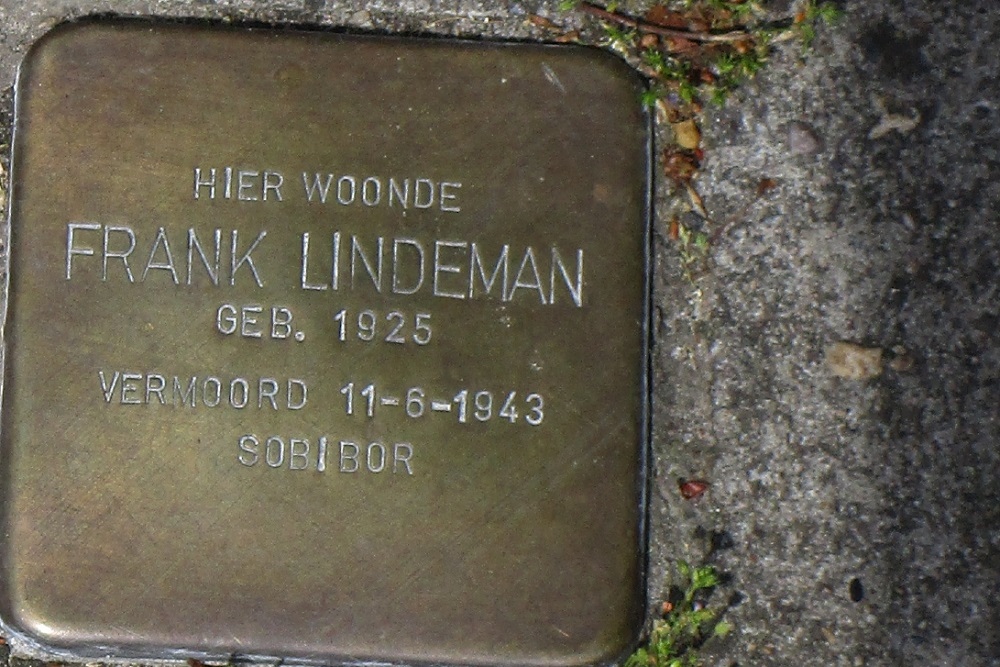 HIER WOONDE
FRANK LINDEMAN
GEB. 1925
VERMOORD 11-6-1943
SOBIBOR